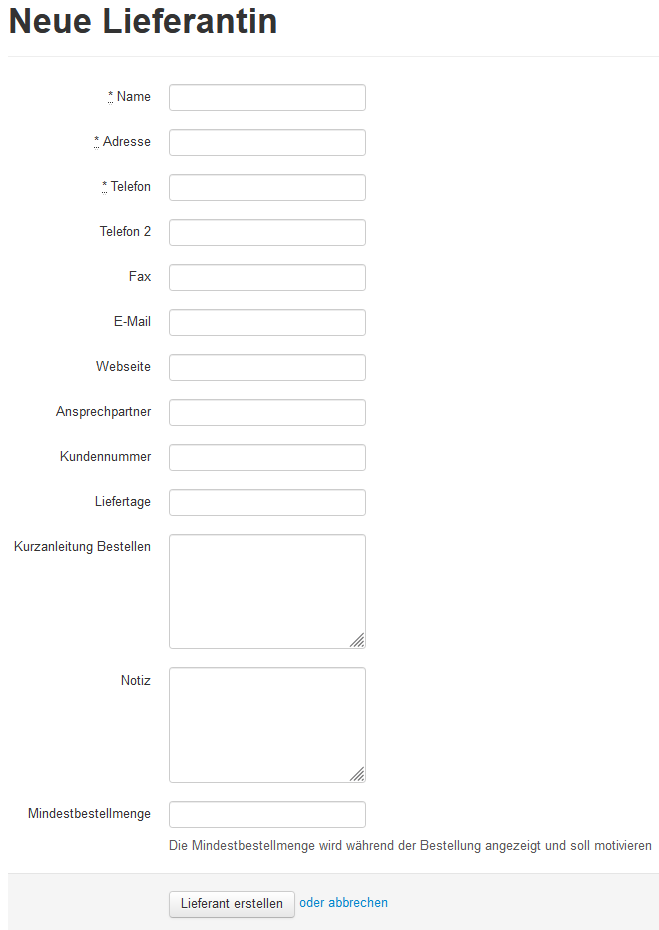 Neue Lieferantin
* Name
* Adresse
* Telefon
Telefon 2
Fax
E-Mail
Webseite
Ansprechpartner
Kundennummer
Liefertage
Kurzanleitung Bestellen
Notiz
Mindestbestellmenge
Die Mindestbestellmenge wird während der Bestellung angezeigt und soll motivieren
Lieferant erstellen oder abbrechen